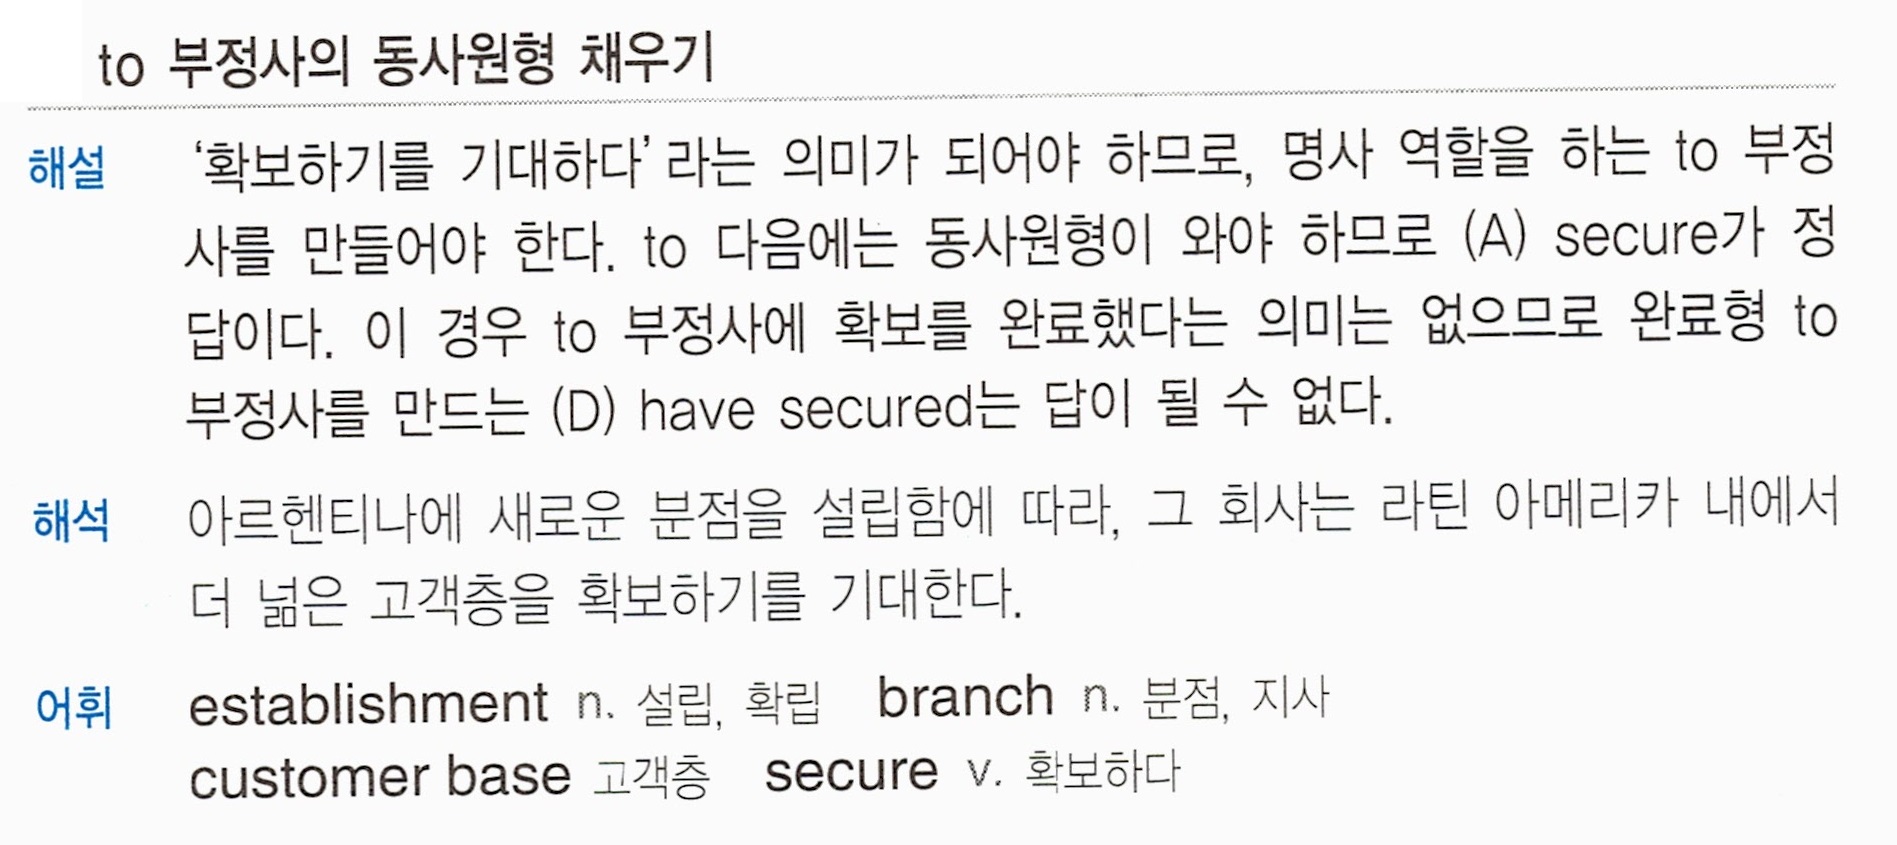 to 부정사의 동사원형 채우기
해설 '확보하기를 기대하다'라는 의미가 되어야 하므로, 명사 역할을 하는 to 부정
사를 만들어야 한다. to 다음에는 동사원형이 와야 하므로 (A) secure가 정
답이다. 이 경우 to 부정사에 확보를 완료했다는 의미는 없으므로 완료형 to
부정사를 만드는 (D) have secured는 답이 될 수 없다.
해석 아르헨티나에 새로운 분점을 설립함에 따라, 그 회사는 라틴 아메리카 내에서
더 넓은 고객층을 확보하기를 기대한다.
어휘 establishment n. 설립, 확립 branch n. 분점, 지사
customer base 고객층 secure v. 확보하다